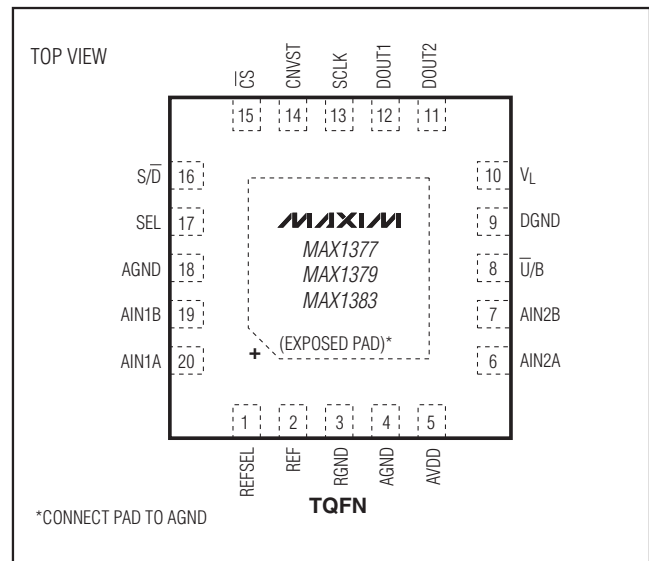 TOP VIEW
C̅S̅
CNVST
SCLK
DOUT1
DOUT2
15
14
13
12
11
S/D̅
16
10
VL
SEL
17
9
DGND
AGND
18
8
U̅/B
AIN1B
19
7
AIN2B
AIN1A
20
6
AIN2A
MAXIM
MAX1377
MAX1379
MAX1383
(EXPOSED PAD)*
+
1
2
3
4
5
REFSEL
REF
RGND
AGND
AVDD
TQFN
*CONNECT PAD TO AGND